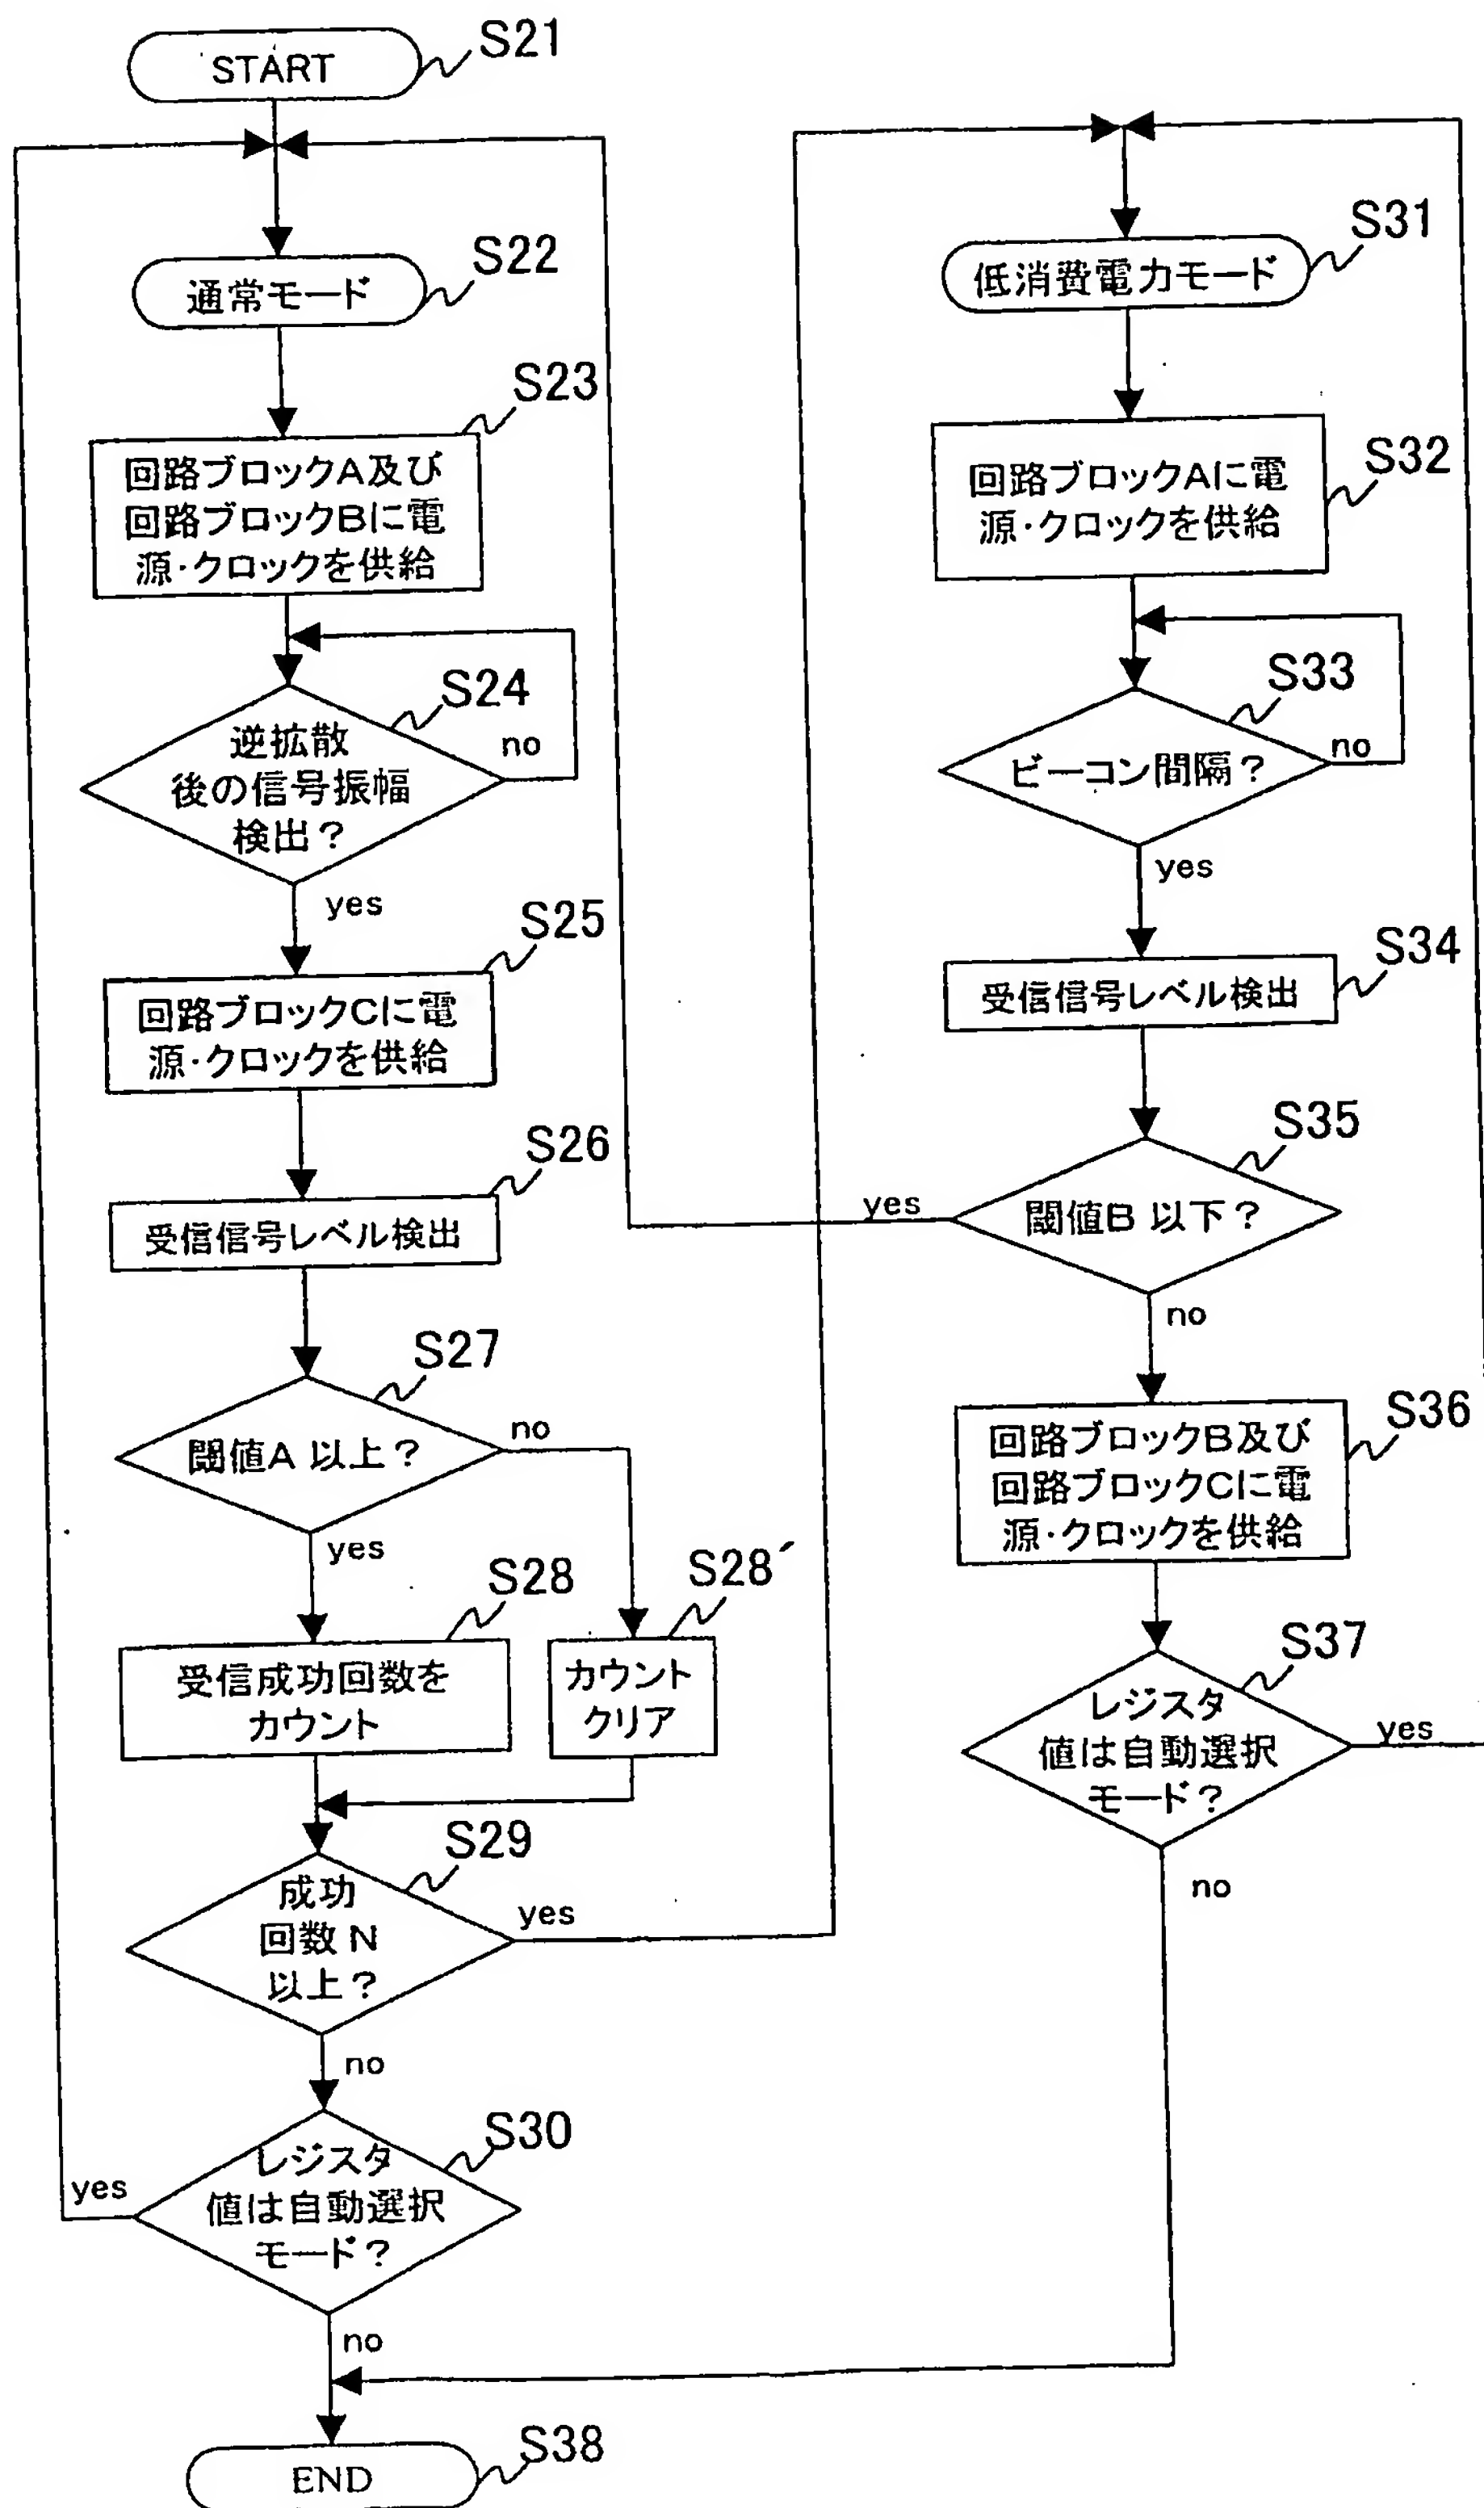 START
S21
通常モード
S22
S23
回路ブロックA及び
回路ブロックBに電
源・クロックを供給
S24
逆拡散
後の信号振幅
検出？
no
yes
S25
回路ブロックCに電
源・クロックを供給
S26
受信信号レベル検出
S27
閾値A 以上？
no
yes
S28
受信成功回数を
カウント
S28´
カウント
クリア
S29
成功
回数 N
以上？
yes
no
S30
レジスタ
値は自動選択
モード？
yes
no
END
S38
S31
低消費電力モード
S32
回路ブロックAに電
源・クロックを供給
S33
ビーコン間隔？
no
yes
S34
受信信号レベル検出
S35
閾値B 以下？
yes
no
S36
回路ブロックB及び
回路ブロックCに電
源・クロックを供給
S37
レジスタ
値は自動選択
モード？
yes
no